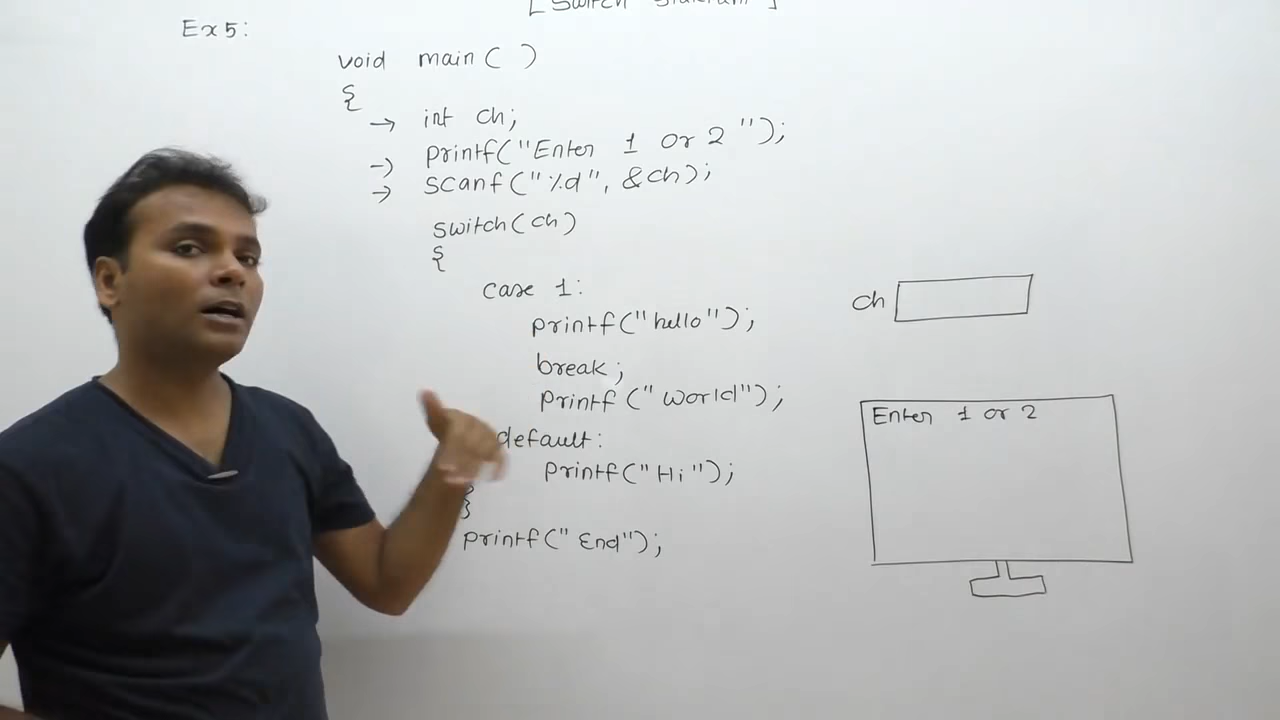 [ Switch
Ex5:
void main( )
{
→ int ch;
→ printf("Enter 1 or 2 ");
→ scanf("%d", &ch);
switch(ch)
{
case 1:
printf("hello");
break;
printf (" world");
default:
printf("Hi");
}
printf(" End");
ch
Enter 1 or 2